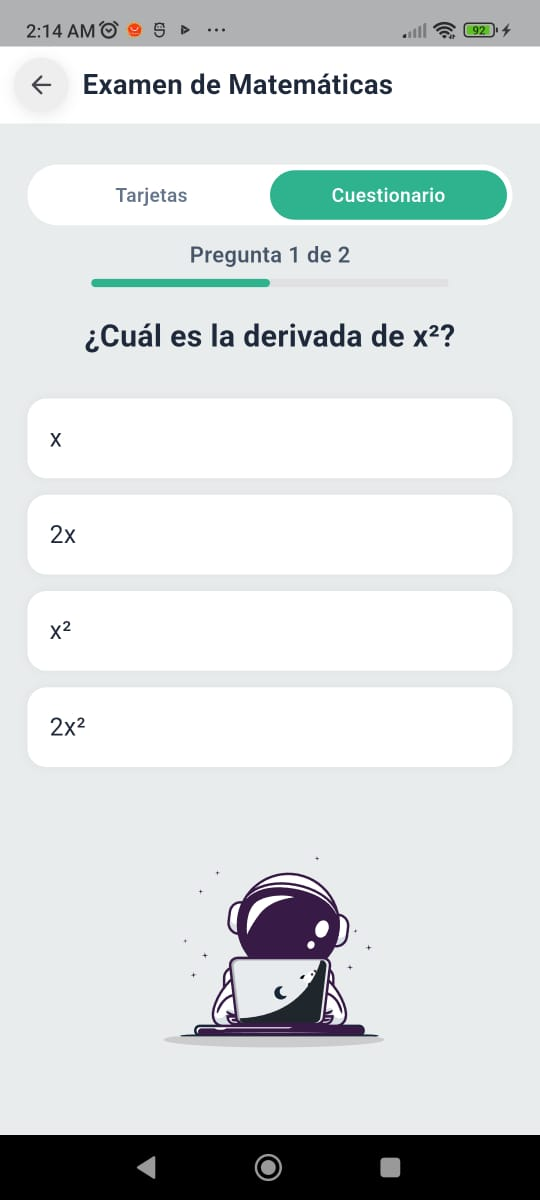 2:14 AM
92
Examen de Matemáticas
Tarjetas
Cuestionario
Pregunta 1 de 2
¿Cuál es la derivada de x²?
x
2x
x²
2x²